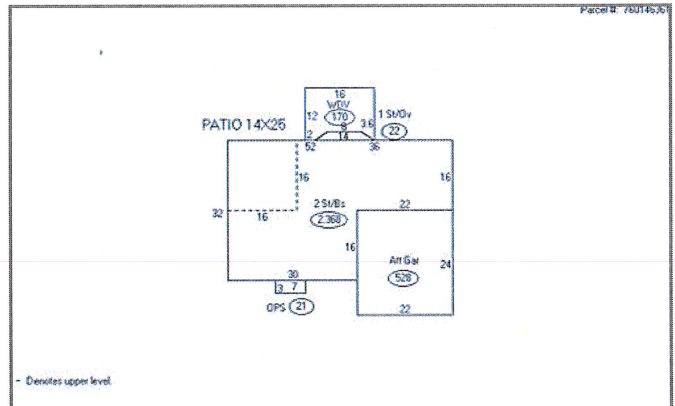 Parcel #: 760145361
16
WDV
12
170
3.6
1 St/Ov
22
PATIO 14X25
2
8
14
52
36
16
16
2 St/Bs
2,368
22
32
16
16
Att Gar
24
528
30
3 7
OPS 21
22
- Denotes upper level.